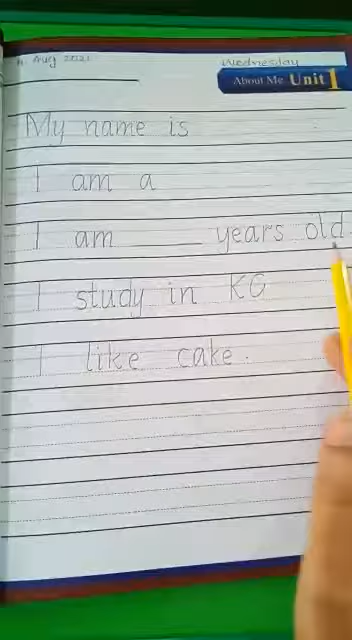 4 Aug 2021
Wednesday
About Me Unit 1
My name is
I am a
I am ______ years old
I study in KG
I like cake.